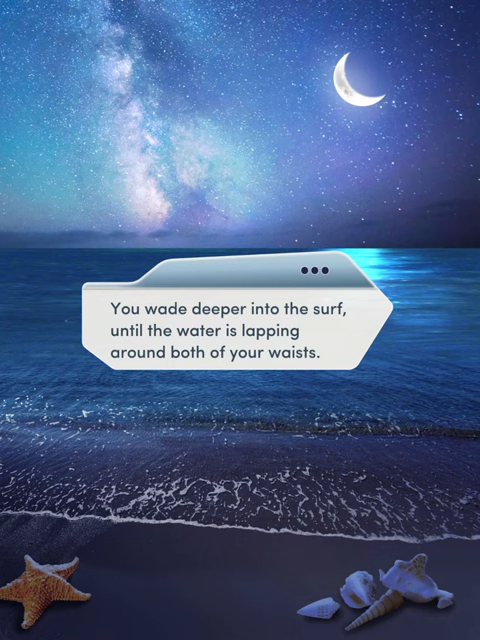 You wade deeper into the surf,
until the water is lapping
around both of your waists.